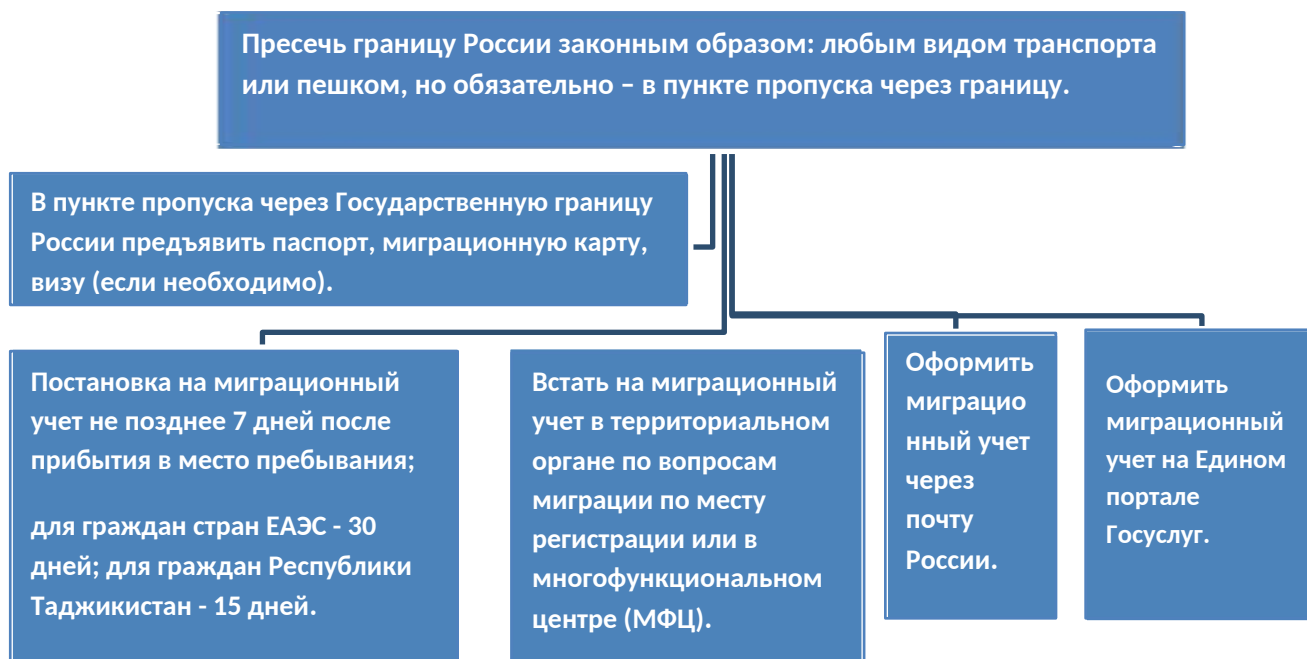 Пресечь границу России законным образом: любым видом транспорта
или пешком, но обязательно – в пункте пропуска через границу.
В пункте пропуска через Государственную границу
России предъявить паспорт, миграционную карту,
визу (если необходимо).
Постановка на миграционный
учет не позднее 7 дней после
прибытия в место пребывания;
для граждан стран ЕАЭС - 30
дней; для граждан Республики
Таджикистан - 15 дней.
Встать на миграционный
учет в территориальном
органе по вопросам
миграции по месту
регистрации или в
многофункциональном
центре (МФЦ).
Оформить
миграцио
нный учет
через
почту
России.
Оформить
миграционный
учет на Едином
портале
Госуслуг.